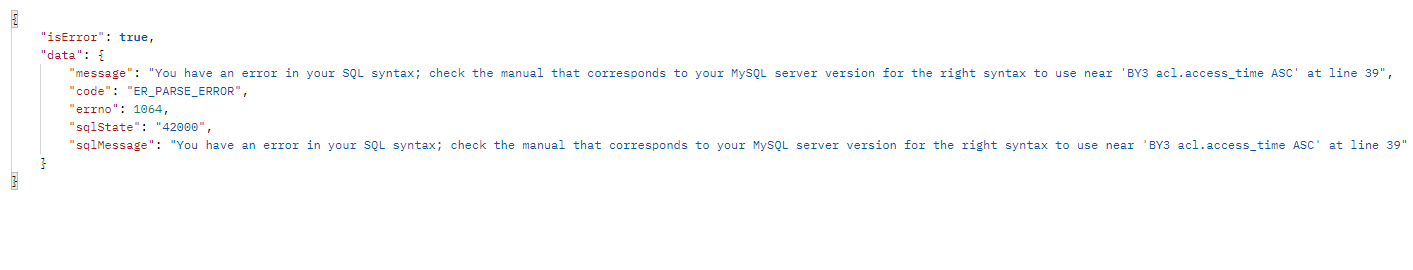 {
"isError": true,
"data": {
"message": "You have an error in your SQL syntax; check the manual that corresponds to your MySQL server version for the right syntax to use near 'BY3 acl.access_time ASC' at line 39",
"code": "ER_PARSE_ERROR",
"errno": 1064,
"sqlState": "42000",
"sqlMessage": "You have an error in your SQL syntax; check the manual that corresponds to your MySQL server version for the right syntax to use near 'BY3 acl.access_time ASC' at line 39"
}
}